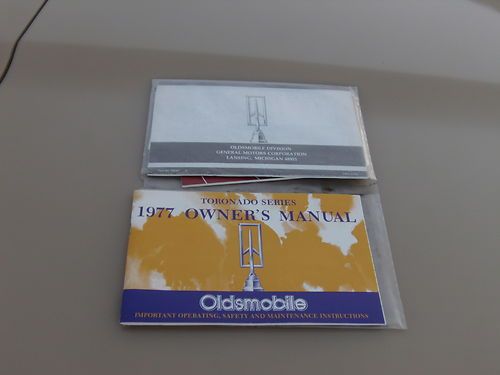 OLDSMOBILE DIVISION
GENERAL MOTORS CORPORATION
LANSING, MICHIGAN 48921
TORONADO SERIES
1977 OWNER'S MANUAL
Oldsmobile
IMPORTANT OPERATING, SAFETY AND MAINTENANCE INSTRUCTIONS